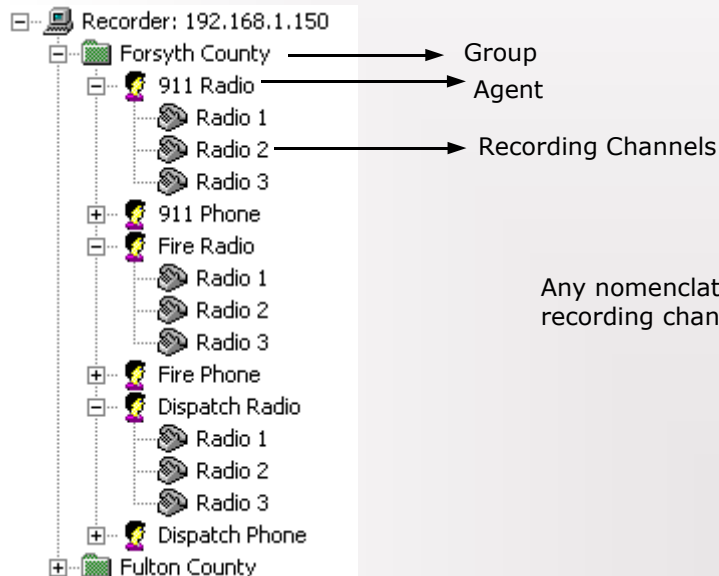 Recorder: 192.168.1.150
Forsyth County
Group
911 Radio
Agent
Radio 1
Radio 2
Recording Channels
Radio 3
911 Phone
Fire Radio
Radio 1
Radio 2
Radio 3
Any
recording
Fire Phone
Dispatch Radio
Radio 1
Radio 2
Radio 3
Dispatch Phone
Fulton County